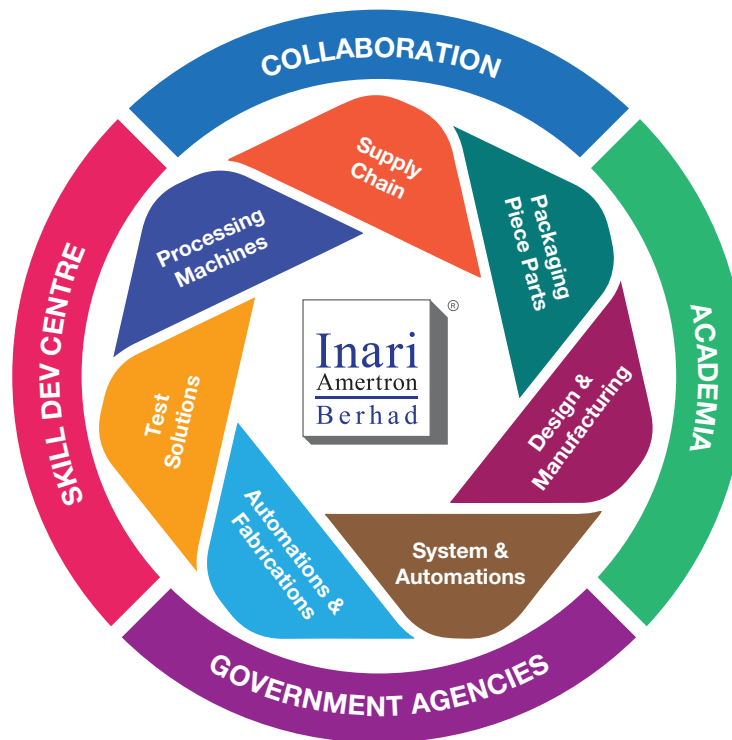 COLLABORATION
ACADEMIA
GOVERNMENT AGENCIES
SKILL DEV CENTRE
Supply
Chain
Packaging
Piece Parts
Design &
Manufacturing
System &
Automations
Automations &
Fabrications
Test
Solutions
Processing
Machines
Inari
Amertron
Berhad
®